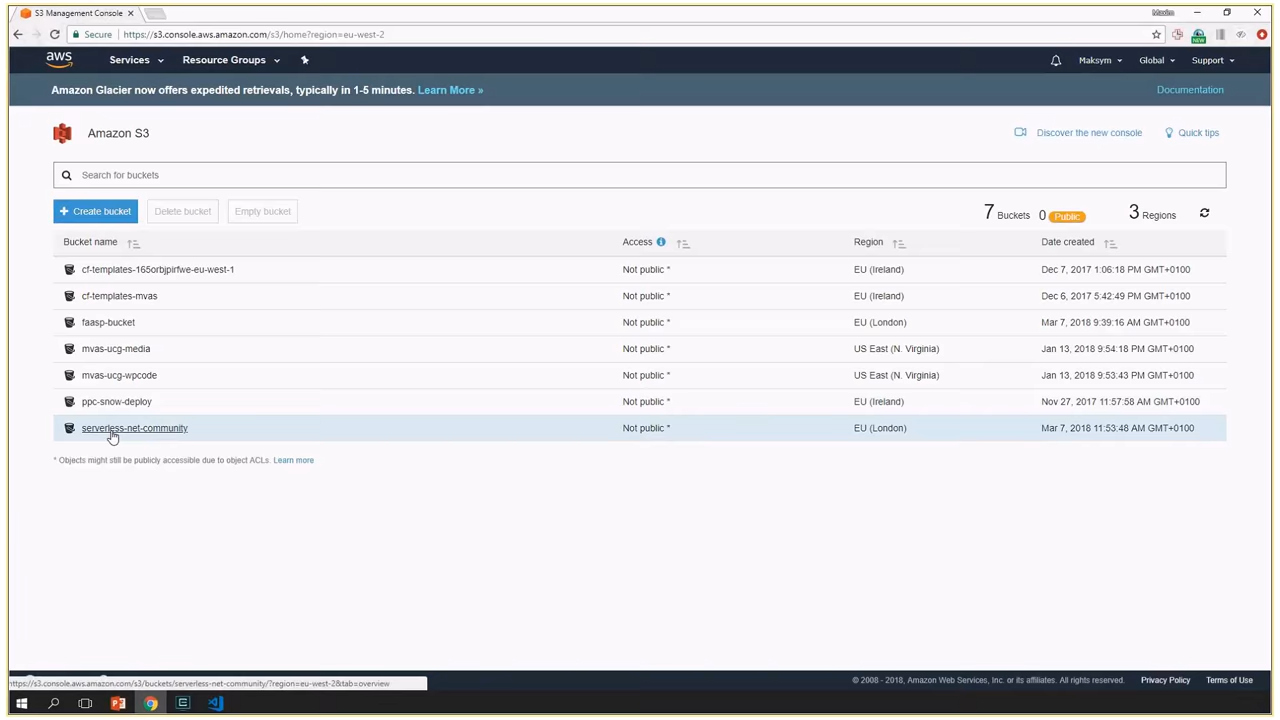 S3 Management Console
Maxim
Secure https://s3.console.aws.amazon.com/s3/home?region=eu-west-2
NEW
aws Services Resource Groups Maksym Global Support
Amazon Glacier now offers expedited retrievals, typically in 1-5 minutes. Learn More » Documentation
Amazon S3 Discover the new console Quick tips
Search for buckets
+ Create bucket Delete bucket Empty bucket 7 Buckets 0 Public 3 Regions
Bucket name Access Region Date created
cf-templates-165orbjpirfwe-eu-west-1 Not public * EU (Ireland) Dec 7, 2017 1:06:18 PM GMT+0100
cf-templates-mvas Not public * EU (Ireland) Dec 6, 2017 5:42:49 PM GMT+0100
faasp-bucket Not public * EU (London) Mar 7, 2018 9:39:16 AM GMT+0100
mvas-ucg-media Not public * US East (N. Virginia) Jan 13, 2018 9:54:18 PM GMT+0100
mvas-ucg-wpcode Not public * US East (N. Virginia) Jan 13, 2018 9:53:43 PM GMT+0100
ppc-snow-deploy Not public * EU (Ireland) Nov 27, 2017 11:57:58 AM GMT+0100
serverless-net-community Not public * EU (London) Mar 7, 2018 11:53:48 AM GMT+0100
* Objects might still be publicly accessible due to object ACLs. Learn more
https://s3.console.aws.amazon.com/s3/buckets/serverless-net-community/?region=eu-west-2&tab=overview
© 2008 - 2018, Amazon Web Services, Inc. or its affiliates. All rights reserved. Privacy Policy Terms of Use